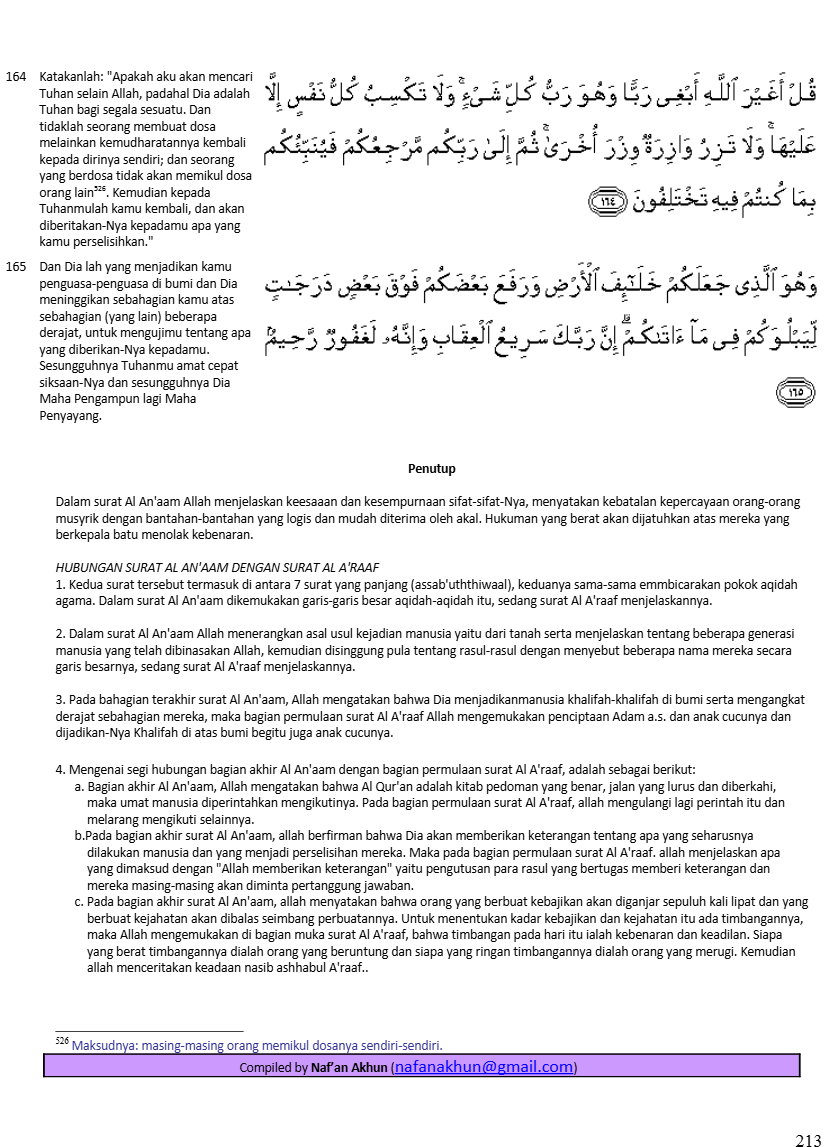 164 Katakanlah: "Apakah aku akan mencari
Tuhan selain Allah, padahal Dia adalah
Tuhan bagi segala sesuatu. Dan
tidaklah seorang membuat dosa
melainkan kemudharatannya kembali
kepada dirinya sendiri; dan seorang
yang berdosa tidak akan memikul dosa
orang lain526. Kemudian kepada
Tuhanmulah kamu kembali, dan akan
diberitakan-Nya kepadamu apa yang
kamu perselisihkan."
قُلْ أَغَيْرَ ٱللَّهِ أَبْغِى رَبًّا وَهُوَ رَبُّ كُلِّ شَىْءٍ ۚ وَلَا تَكْسِبُ كُلُّ نَفْسٍ إِلَّا
عَلَيْهَا ۚ وَلَا تَزِرُ وَازِرَةٌ وِزْرَ أُخْرَىٰ ۚ ثُمَّ إِلَىٰ رَبِّكُم مَّرْجِعُكُمْ فَيُنَبِّئُكُم
بِمَا كُنتُمْ فِيهِ تَخْتَلِفُونَ ١٦٤
165 Dan Dia lah yang menjadikan kamu
penguasa-penguasa di bumi dan Dia
meninggikan sebahagian kamu atas
sebahagian (yang lain) beberapa
derajat, untuk mengujimu tentang apa
yang diberikan-Nya kepadamu.
Sesungguhnya Tuhanmu amat cepat
siksaan-Nya dan sesungguhnya Dia
Maha Pengampun lagi Maha
Penyayang.
وَهُوَ ٱلَّذِى جَعَلَكُمْ خَلَـٰٓئِفَ ٱلْأَرْضِ وَرَفَعَ بَعْضَكُمْ فَوْقَ بَعْضٍ دَرَجَـٰتٍ
لِّيَبْلُوَكُمْ فِى مَآ ءَاتَىٰكُمْ ۗ إِنَّ رَبَّكَ سَرِيعُ ٱلْعِقَابِ وَإِنَّهُۥ لَغَفُورٌ رَّحِيمٌۢ
١٦٥
Penutup
Dalam surat Al An'aam Allah menjelaskan keesaaan dan kesempurnaan sifat-sifat-Nya, menyatakan kebatalan kepercayaan orang-orang
musyrik dengan bantahan-bantahan yang logis dan mudah diterima oleh akal. Hukuman yang berat akan dijatuhkan atas mereka yang
berkepala batu menolak kebenaran.
HUBUNGAN SURAT AL AN'AAM DENGAN SURAT AL A'RAAF
1. Kedua surat tersebut termasuk di antara 7 surat yang panjang (assab'uththiwaal), keduanya sama-sama emmbicarakan pokok aqidah
agama. Dalam surat Al An'aam dikemukakan garis-garis besar aqidah-aqidah itu, sedang surat Al A'raaf menjelaskannya.
2. Dalam surat Al An'aam Allah menerangkan asal usul kejadian manusia yaitu dari tanah serta menjelaskan tentang beberapa generasi
manusia yang telah dibinasakan Allah, kemudian disinggung pula tentang rasul-rasul dengan menyebut beberapa nama mereka secara
garis besarnya, sedang surat Al A'raaf menjelaskannya.
3. Pada bahagian terakhir surat Al An'aam, Allah mengatakan bahwa Dia menjadikanmanusia khalifah-khalifah di bumi serta mengangkat
derajat sebahagian mereka, maka bagian permulaan surat Al A'raaf Allah mengemukakan penciptaan Adam a.s. dan anak cucunya dan
dijadikan-Nya Khalifah di atas bumi begitu juga anak cucunya.
4. Mengenai segi hubungan bagian akhir Al An'aam dengan bagian permulaan surat Al A'raaf, adalah sebagai berikut:
a. Bagian akhir Al An'aam, Allah mengatakan bahwa Al Qur'an adalah kitab pedoman yang benar, jalan yang lurus dan diberkahi,
maka umat manusia diperintahkan mengikutinya. Pada bagian permulaan surat Al A'raaf, allah mengulangi lagi perintah itu dan
melarang mengikuti selainnya.
b.Pada bagian akhir surat Al An'aam, allah berfirman bahwa Dia akan memberikan keterangan tentang apa yang seharusnya
dilakukan manusia dan yang menjadi perselisihan mereka. Maka pada bagian permulaan surat Al A'raaf. allah menjelaskan apa
yang dimaksud dengan "Allah memberikan keterangan" yaitu pengutusan para rasul yang bertugas memberi keterangan dan
mereka masing-masing akan diminta pertanggung jawaban.
c. Pada bagian akhir surat Al An'aam, allah menyatakan bahwa orang yang berbuat kebajikan akan diganjar sepuluh kali lipat dan yang
berbuat kejahatan akan dibalas seimbang perbuatannya. Untuk menentukan kadar kebajikan dan kejahatan itu ada timbangannya,
maka Allah mengemukakan di bagian muka surat Al A'raaf, bahwa timbangan pada hari itu ialah kebenaran dan keadilan. Siapa
yang berat timbangannya dialah orang yang beruntung dan siapa yang ringan timbangannya dialah orang yang merugi. Kemudian
allah menceritakan keadaan nasib ashhabul A'raaf..
526 Maksudnya: masing-masing orang memikul dosanya sendiri-sendiri.
Compiled by Naf'an Akhun (nafanakhun@gmail.com)
213